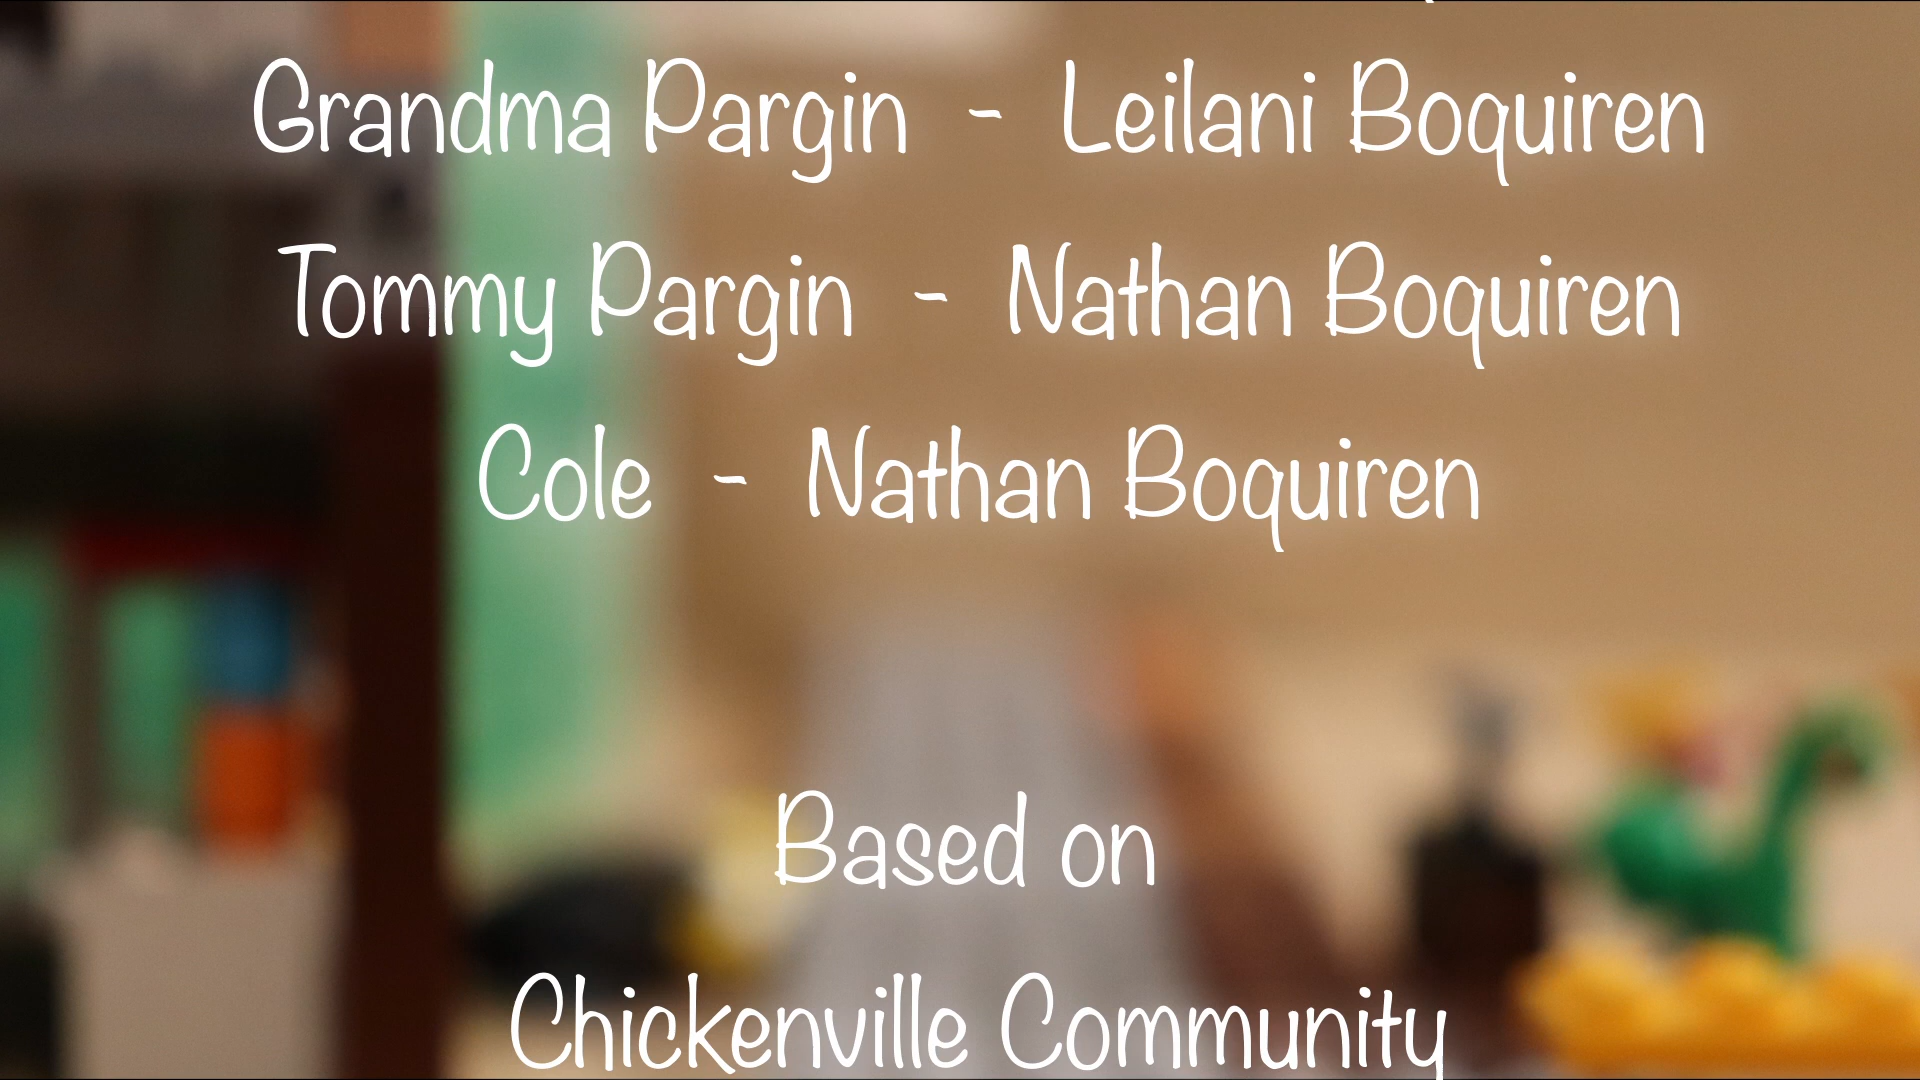 Grandma Pargin - Leilani Boquiren
Tommy Pargin - Nathan Boquiren
Cole - Nathan Boquiren
Based on
Chickenville Community